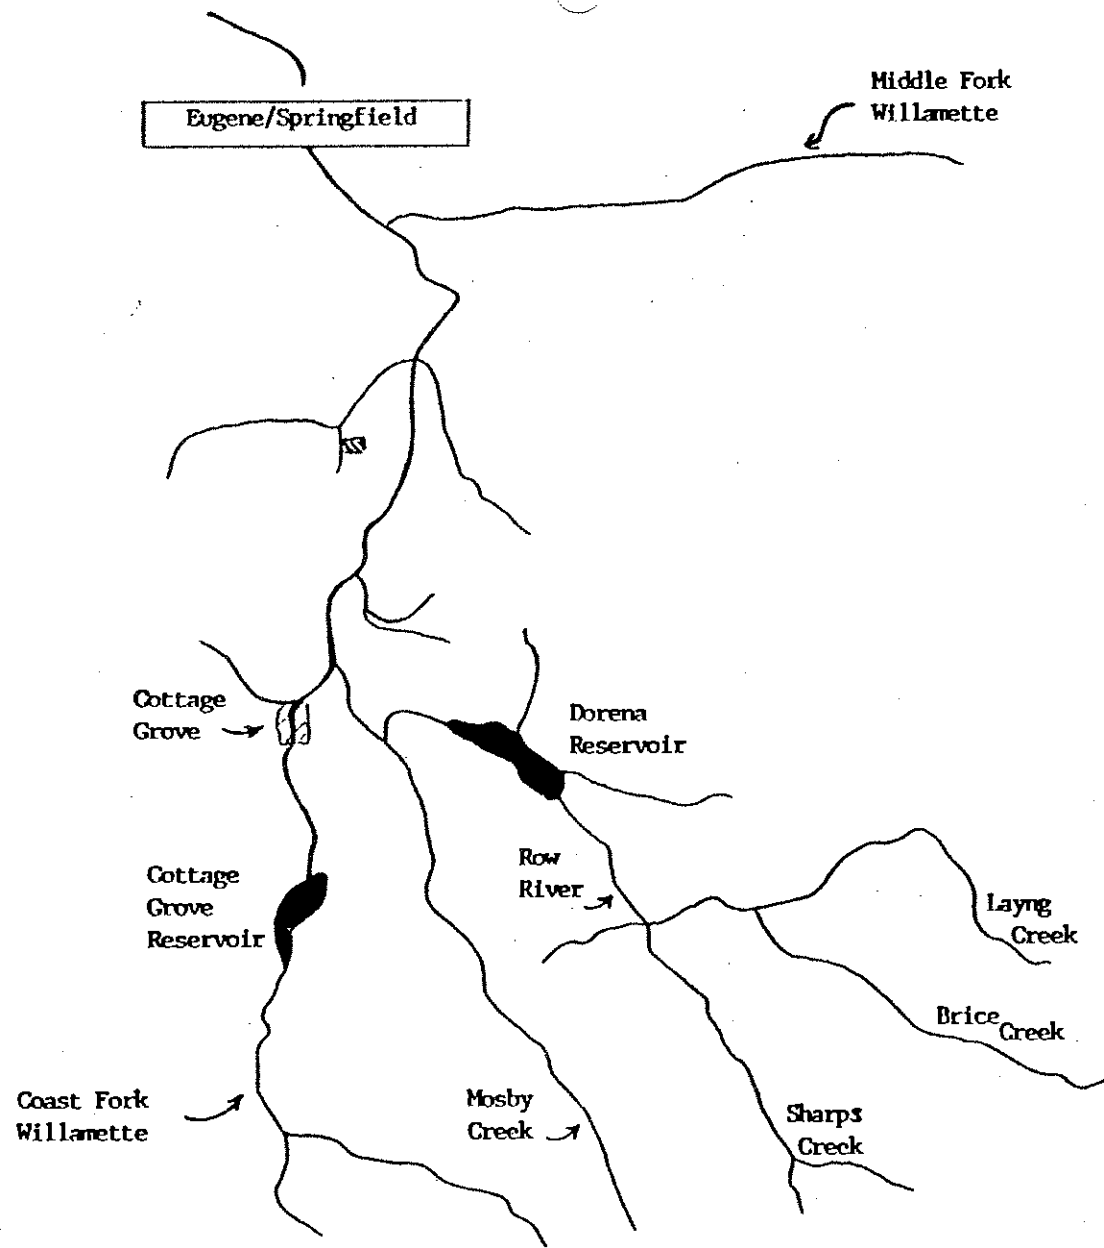 Eugene/Springfield
Middle Fork
Willamette
Cottage
Grove
Dorena
Reservoir
Row
River
Cottage
Grove
Reservoir
Layng
Creek
Brice
Creek
Coast Fork
Willamette
Mosby
Creek
Sharps
Creek